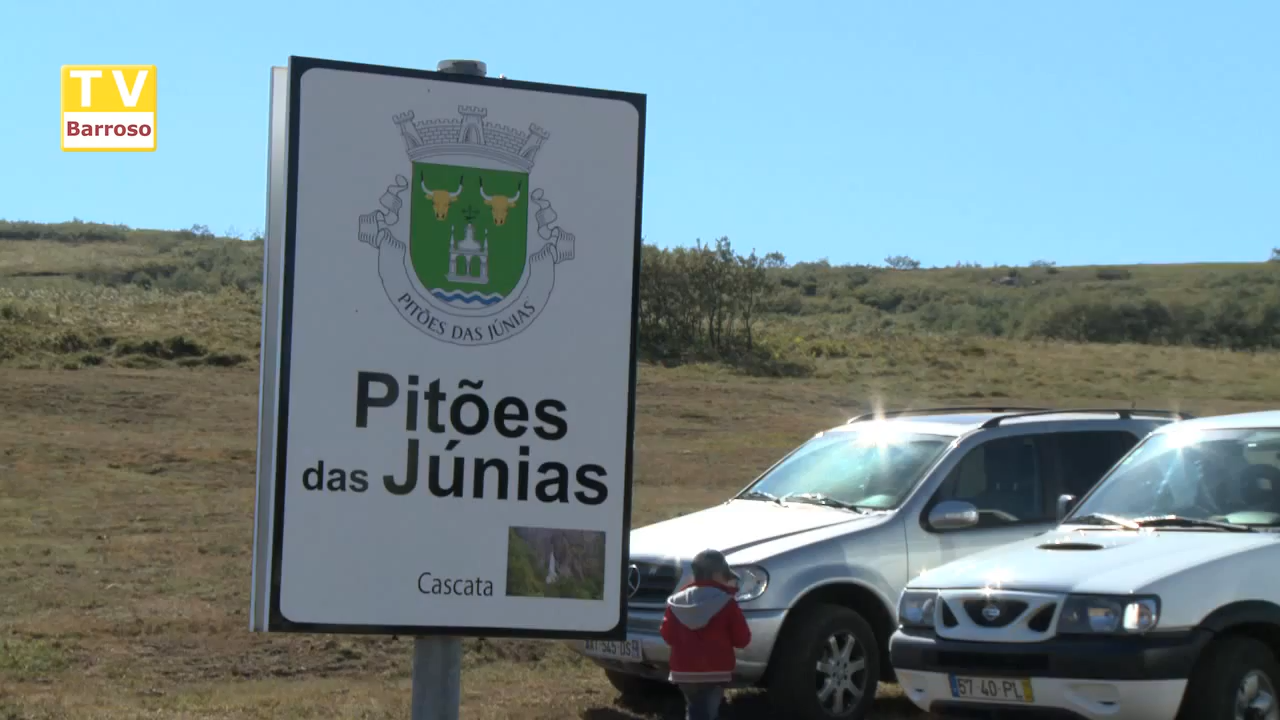 TV
Barroso
PITÕES DAS JÚNIAS
Pitões
das Júnias
Cascata
57 40 PL